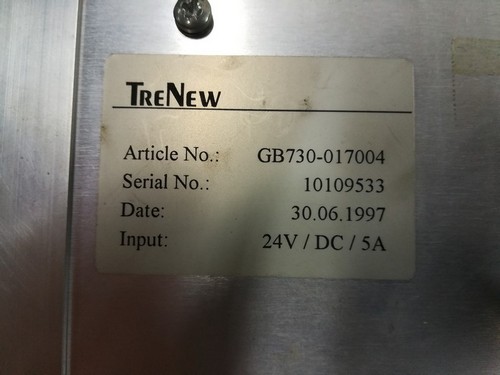 TRENEW
Article No.: GB730-017004
Serial No.: 10109533
Date: 30.06.1997
Input: 24V / DC / 5A